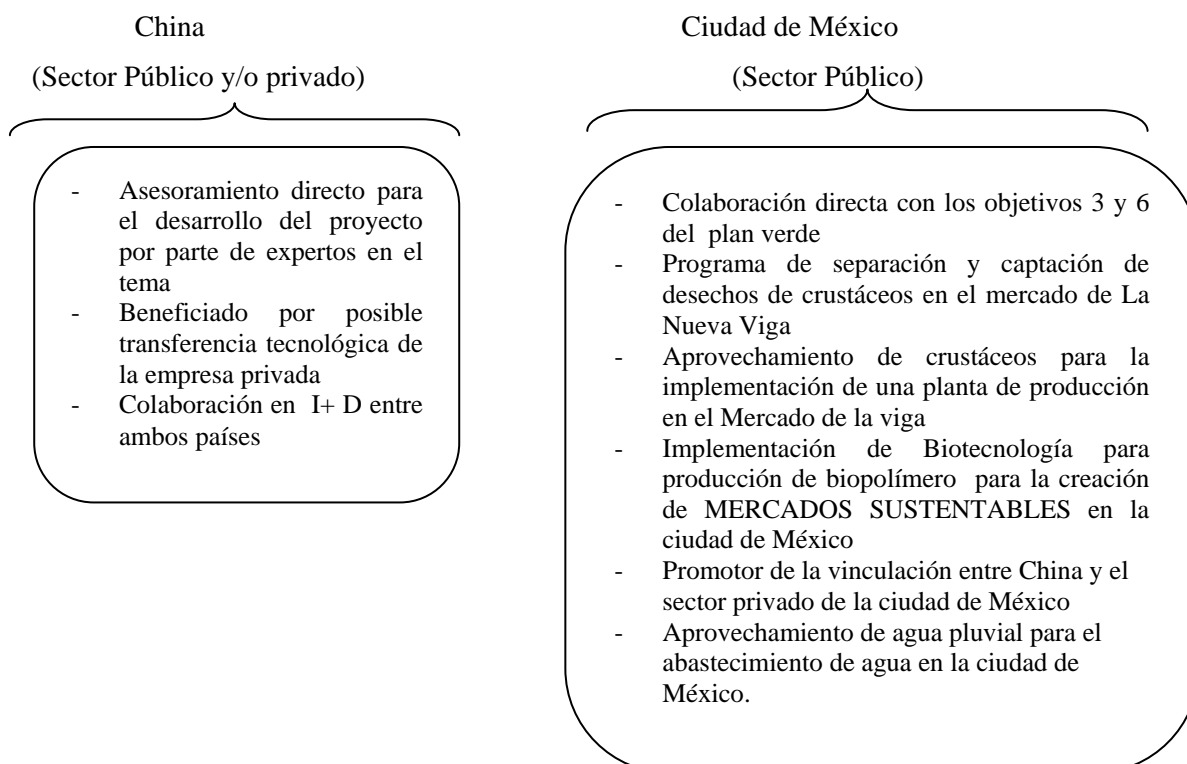 China
(Sector Público y/o privado)
- Asesoramiento directo para
el desarrollo del proyecto
por parte de expertos en el
tema
- Beneficiado por posible
transferencia tecnológica de
la empresa privada
- Colaboración en I+ D entre
ambos países
Ciudad de México
(Sector Público)
- Colaboración directa con los objetivos 3 y 6
del plan verde
- Programa de separación y captación de
desechos de crustáceos en el mercado de La
Nueva Viga
- Aprovechamiento de crustáceos para la
implementación de una planta de producción
en el Mercado de la viga
- Implementación de Biotecnología para
producción de biopolímero para la creación
de MERCADOS SUSTENTABLES en la
ciudad de México
- Promotor de la vinculación entre China y el
sector privado de la ciudad de México
- Aprovechamiento de agua pluvial para el
abastecimiento de agua en la ciudad de
México.